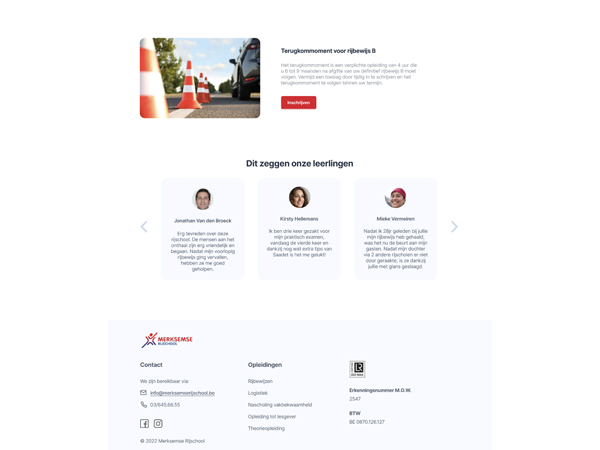 Terugkommoment voor rijbewijs B
Het terugkommoment is een verplichte opleiding van 4 uur die
u 6 tot 9 maanden na afgifte van uw definitief rijbewijs B moet
volgen. Vermijd een toeslag door tijdig in te schrijven en het
terugkommoment te volgen binnen uw termijn.
Inschrijven
Dit zeggen onze leerlingen
Jonathan Van den Broeck
Erg tevreden over deze
rijschool. De mensen aan het
onthaal zijn erg vriendelijk en
begaan. Nadat mijn voorlopig
rijbewijs ging vervallen,
hebben ze me goed
geholpen.
Kirsty Hellemans
Ik ben drie keer gezakt voor
mijn praktisch examen,
vandaag de vierde keer en
dankzij nog wat extra tips van
Saadet is het me gelukt!
Mieke Vermeiren
Nadat ik 28jr geleden bij jullie
mijn rijbewijs heb gehaald,
was het nu de beurt aan mijn
gasten. Nadat mijn dochter
via 2 andere rijscholen er niet
door geraakte, is ze dankzij
jullie met glans geslaagd.
MERKSEMSE
RIJSCHOOL
Contact
We zijn bereikbaar via:
info@merksemserijschool.be
03/645.86.55
© 2022 Merksemse Rijschool
Opleidingen
Rijbewijzen
Logistiek
Nascholing vakbekwaamheid
Opleiding tot lesgever
Theorieopleiding
LR
Erkenningsnummer M.O.W.
2547
BTW
BE 0870.126.127